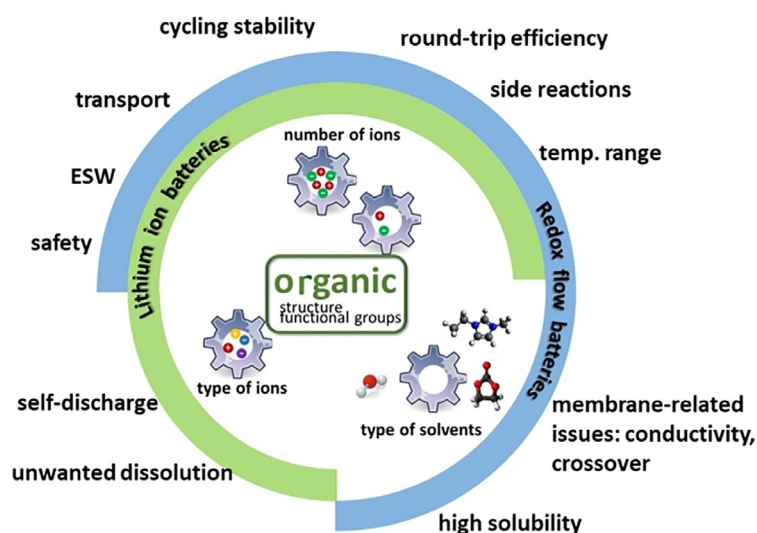 cycling stability
round-trip efficiency
transport
side reactions
number of ions
temp. range
ESW
Lithium ion batteries
Redox flow batteries
safety
organic
structure
functional groups
type of ions
type of solvents
self-discharge
membrane-related
issues: conductivity,
crossover
unwanted dissolution
high solubility